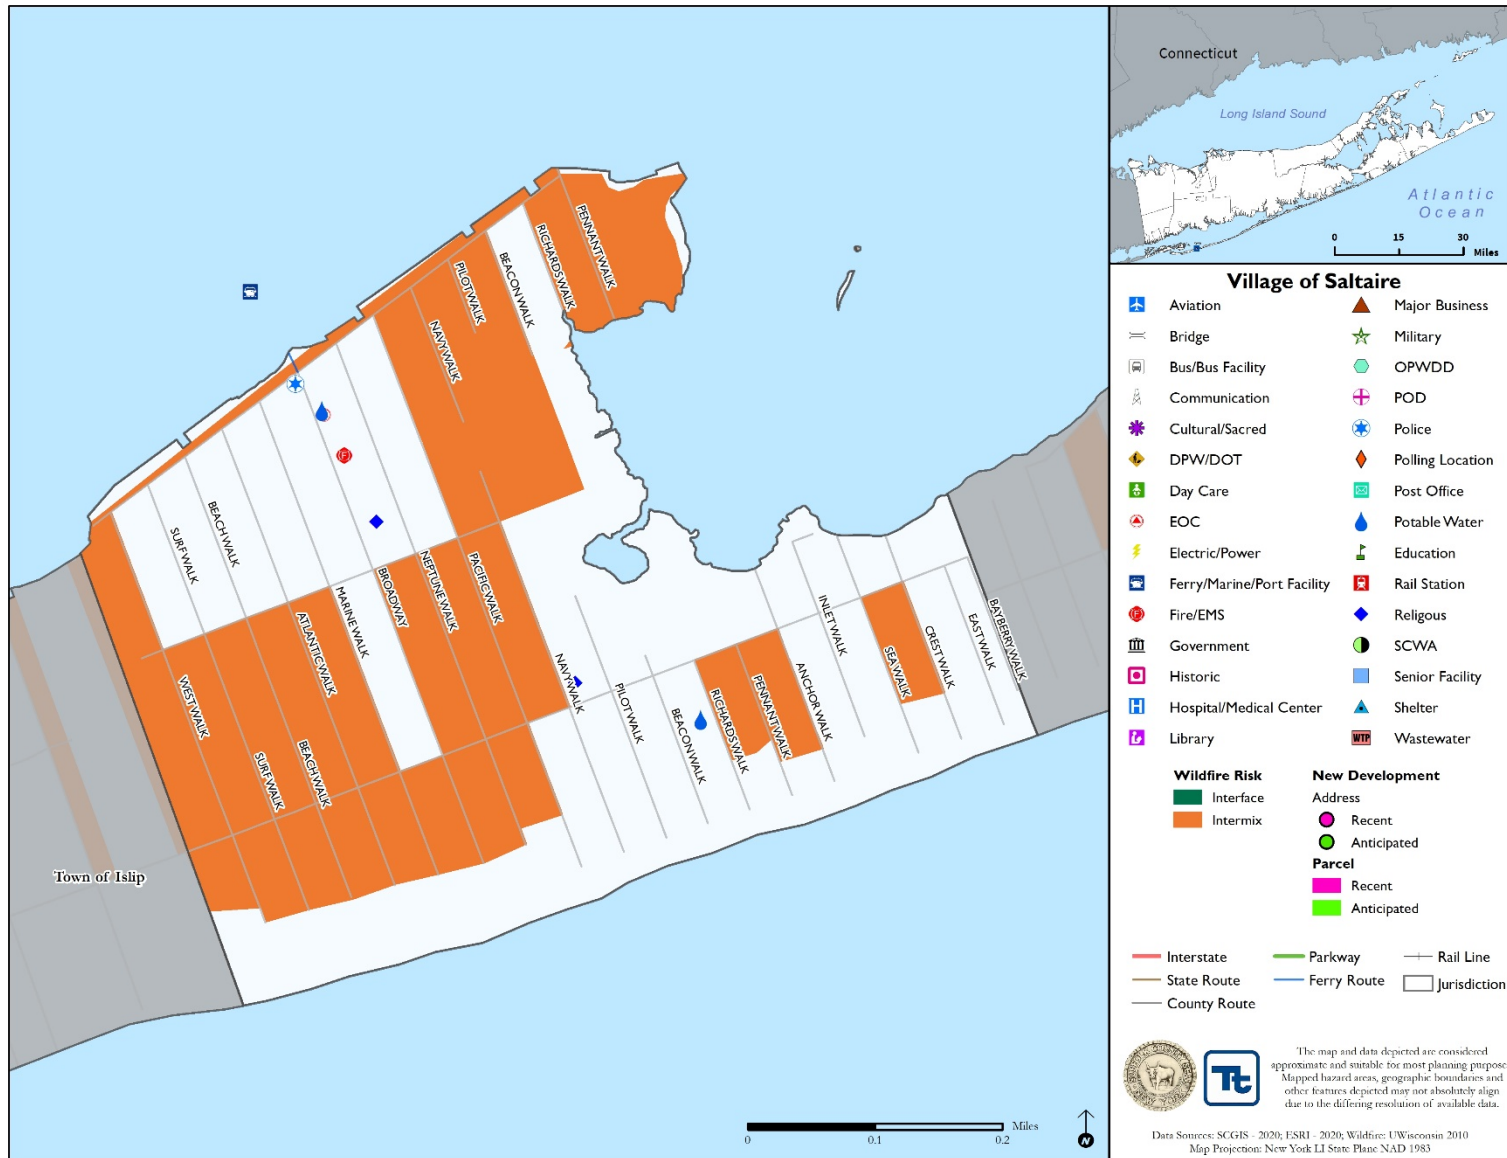 Connecticut
Long Island Sound
Atlantic
Ocean
0 15 30
Miles
PENNANT WALK
RICHARDS WALK
BEACON WALK
PILOT WALK
NAVY WALK
BEACH WALK
SURF WALK
MARINE WALK
BROADWAY
NEPTUNE WALK
PACIFIC WALK
ATLANTIC WALK
WEST WALK
SURF WALK
BEACH WALK
NAVY WALK
PILOT WALK
BEACON WALK
RICHARDS WALK
PENNANT WALK
ANCHOR WALK
INLET WALK
SEA WALK
CREST WALK
EAST WALK
BAYBERRY WALK
Town of Islip
0 0.1 0.2
Miles
N
Village of Saltaire
Aviation
Bridge
Bus/Bus Facility
Communication
Cultural/Sacred
DPW/DOT
Day Care
EOC
Electric/Power
Ferry/Marine/Port Facility
F Fire/EMS
Government
Historic
H Hospital/Medical Center
Library
Major Business
Military
OPWDD
POD
Police
Polling Location
Post Office
Potable Water
Education
Rail Station
Religous
SCWA
Senior Facility
Shelter
WTP Wastewater
Wildfire Risk
Interface
Intermix
New Development
Address
Recent
Anticipated
Parcel
Recent
Anticipated
Interstate
State Route
County Route
Parkway
Ferry Route
Rail Line
Jurisdiction
Tt
The map and data depicted are considered
approximate and suitable for most planning purpose
Mapped hazard areas, geographic boundaries and
other features depicted may not absolutely align
due to the differing resolution of available data.
Data Sources: SCGIS - 2020; ESRI - 2020; Wildfire: UWisconsin 2010
Map Projection: New York LI State Plane NAD 1983